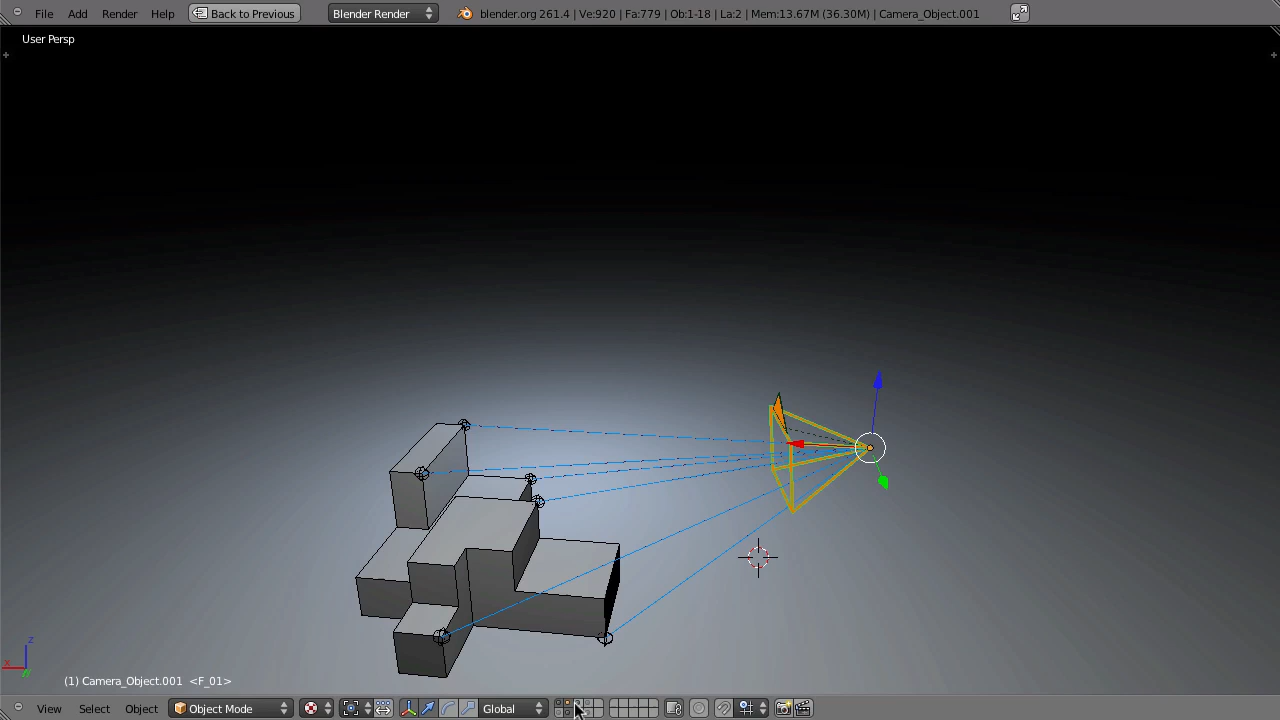 File Add Render Help Back to Previous Blender Render blender.org 261.4 | Ve:920 | Fa:779 | Ob:1-18 | La:2 | Mem:13.67M (36.30M) | Camera_Object.001
User Persp
z
x
(1) Camera_Object.001 <F_01>
View Select Object Object Mode Global